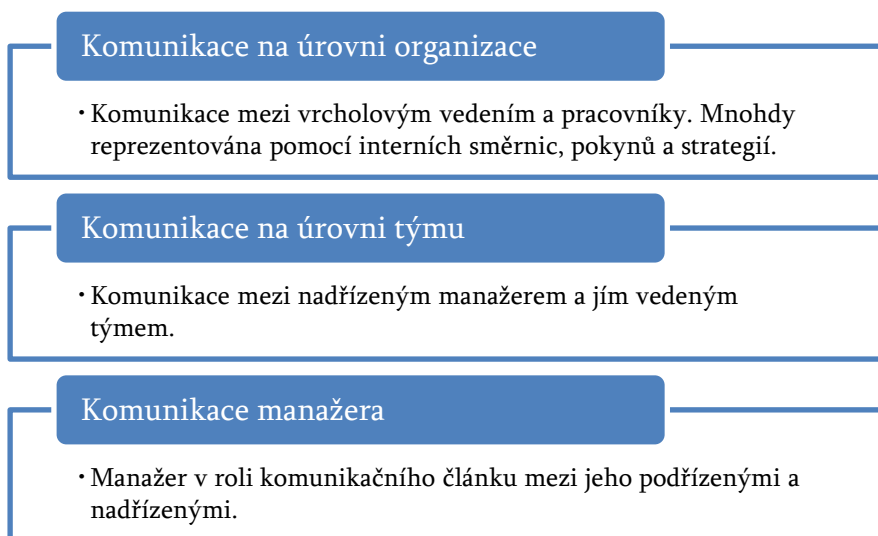 Komunikace na úrovni organizace
· Komunikace mezi vrcholovým vedením a pracovníky. Mnohdy
reprezentována pomocí interních směrnic, pokynů a strategií.
Komunikace na úrovni týmu
· Komunikace mezi nadřízeným manažerem a jím vedeným
týmem.
Komunikace manažera
· Manažer v roli komunikačního článku mezi jeho podřízenými a
nadřízenými.